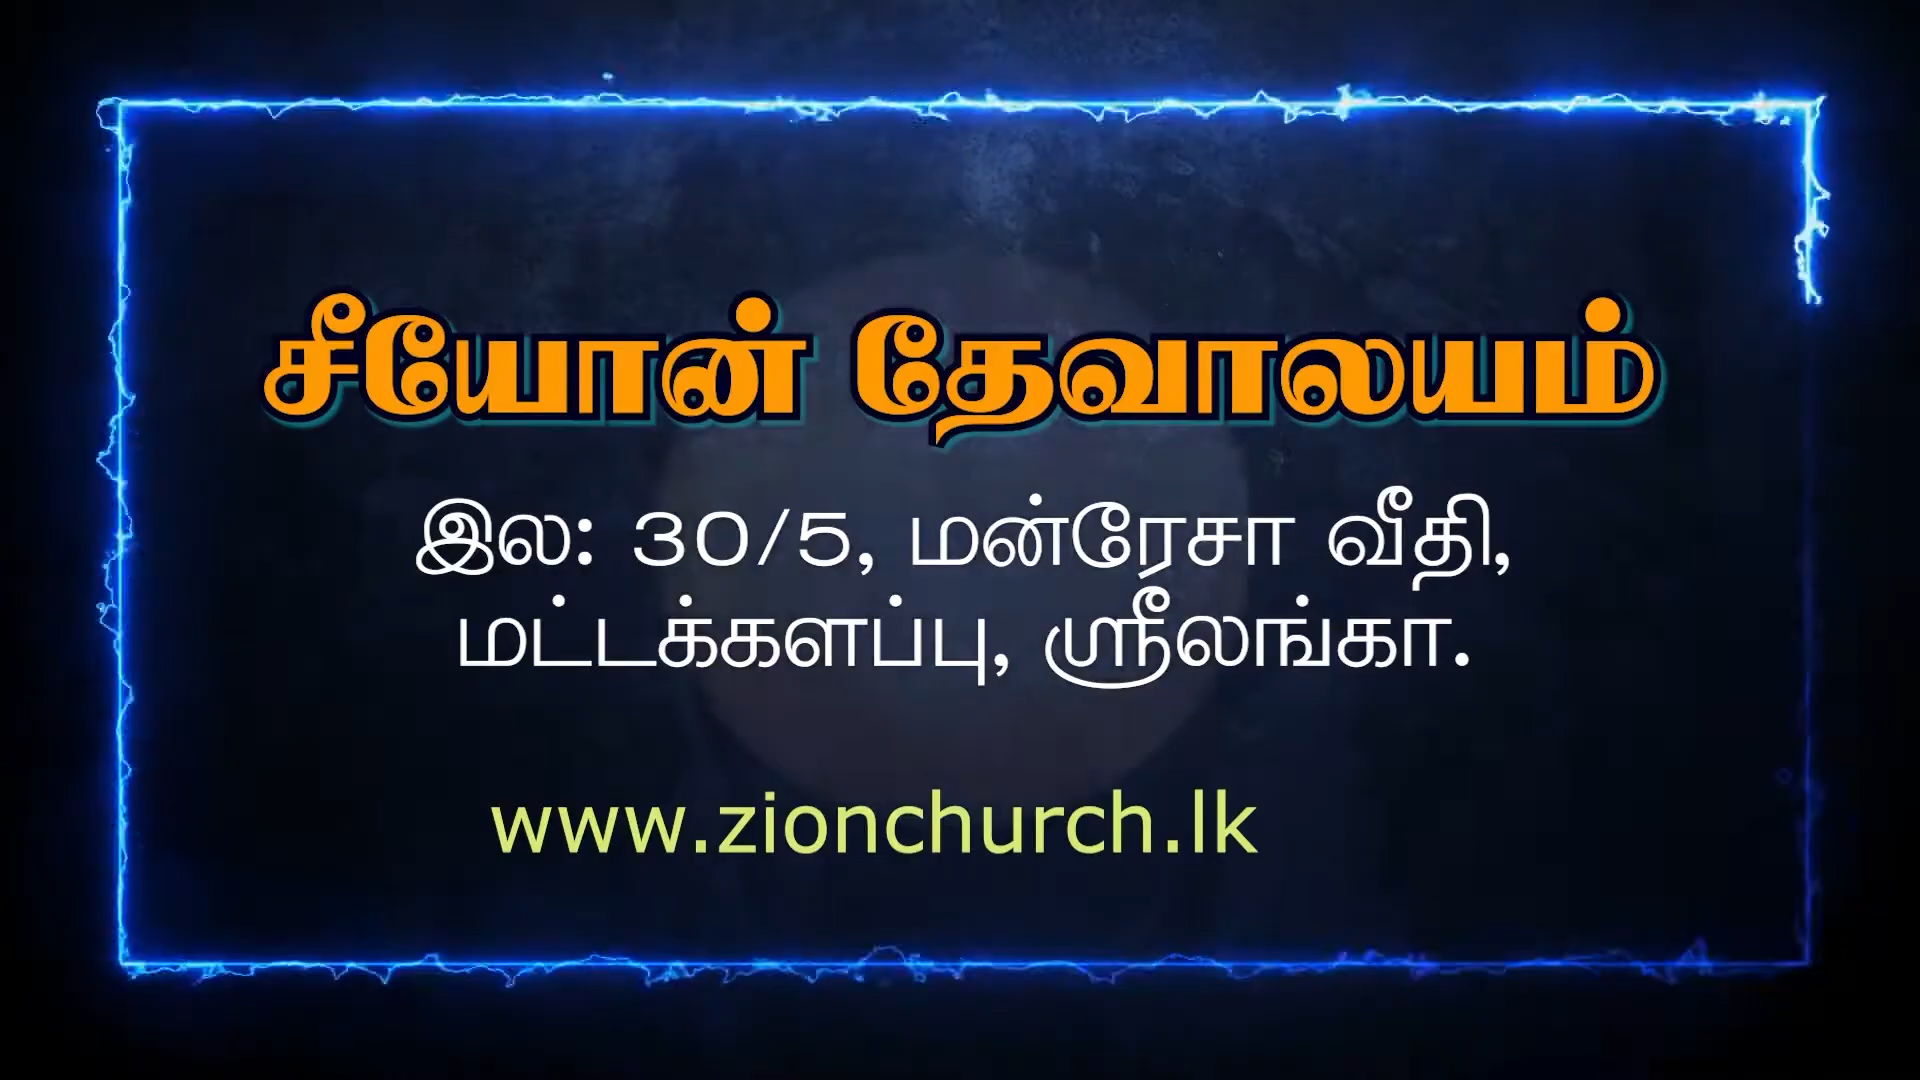 சீயோன் தேவாலயம்
இல: 30/5, மன்ரேசா வீதி,
மட்டக்களப்பு, ஸ்ரீலங்கா.
www.zionchurch.lk